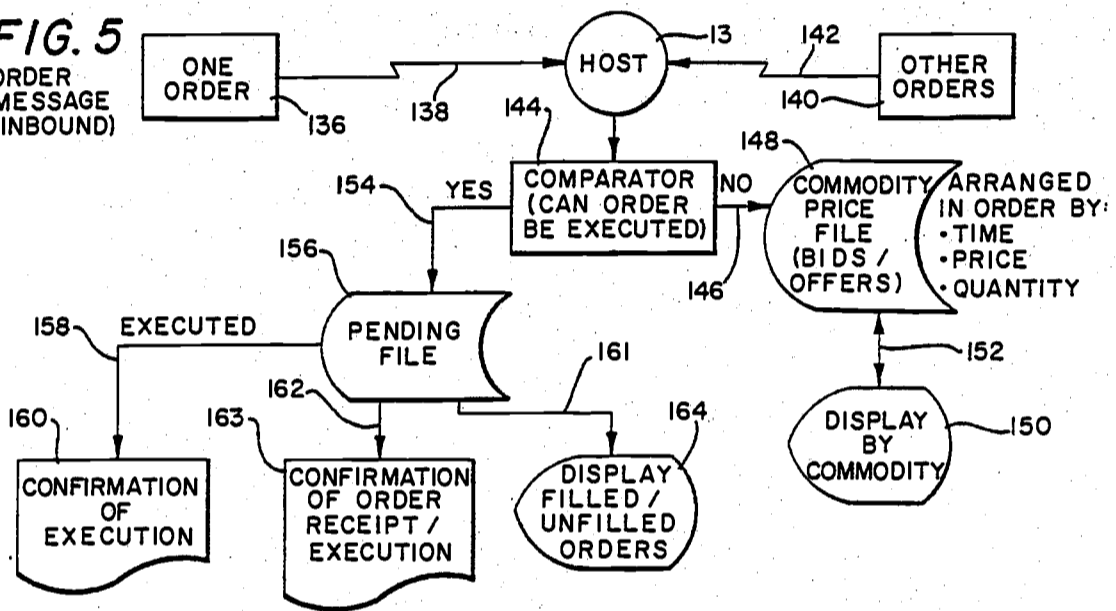 FIG. 5
ORDER
MESSAGE
INBOUND)
ONE
ORDER
136
138
HOST
13
142
OTHER
ORDERS
140
144
COMPARATOR
(CAN ORDER
BE EXECUTED)
YES
154
NO
146
148
COMMODITY
PRICE
FILE
(BIDS /
OFFERS)
ARRANGED
IN ORDER BY:
• TIME
• PRICE
• QUANTITY
152
DISPLAY
BY
COMMODITY
150
156
PENDING
FILE
158
EXECUTED
160
CONFIRMATION
OF
EXECUTION
162
163
CONFIRMATION
OF ORDER
RECEIPT /
EXECUTION
161
164
DISPLAY
FILLED /
UNFILLED
ORDERS